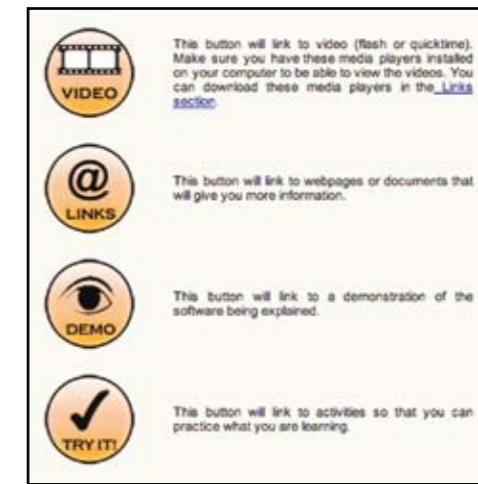 VIDEO
This button will link to video (flash or quicktime).
Make sure you have these media players installed
on your computer to be able to view the videos. You
can download these media players in the Links
section.
@
LINKS
This button will link to webpages or documents that
will give you more information.
DEMO
This button will link to a demonstration of the
software being explained.
TRY IT!
This button will link to activities so that you can
practice what you are learning.